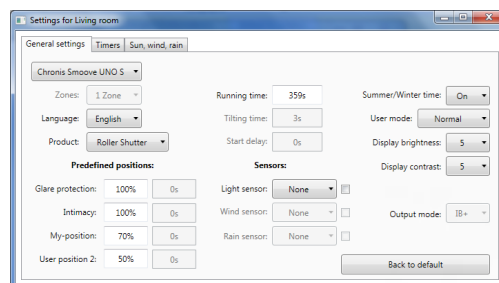 Settings for Living room
General settings Timers Sun, wind, rain
Chronis Smoove UNO S
Zones: 1 Zone Running time: 359s Summer/Winter time: On
Language: English Tilting time: 3s User mode: Normal
Product: Roller Shutter Start delay: 0s Display brightness: 5
Predefined positions: Sensors: Display contrast: 5
Glare protection: 100% 0s Light sensor: None
Intimacy: 100% 0s Wind sensor: None Output mode: IB+
My-position: 70% 0s Rain sensor: None
User position 2: 50% 0s Back to default